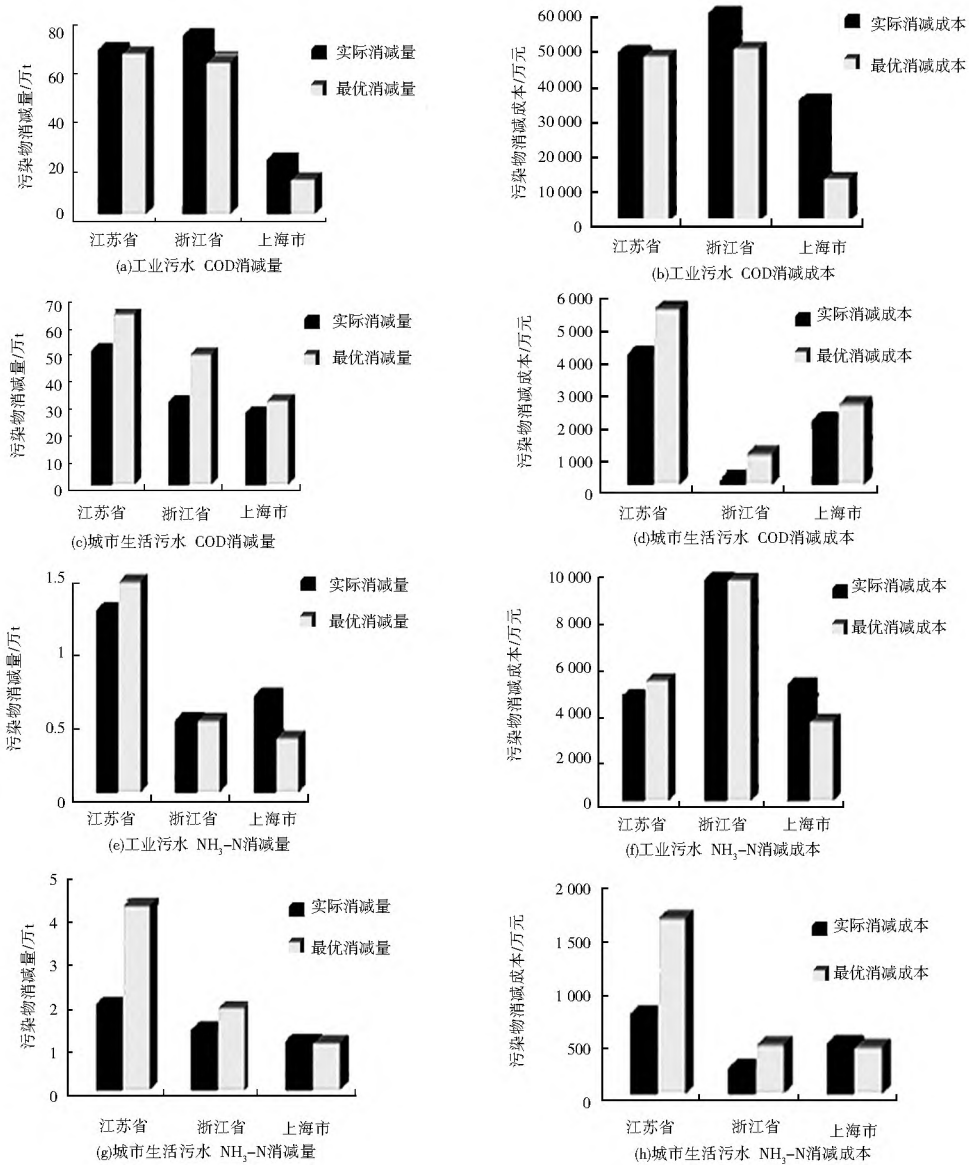 污染物消减量/万t
80
60
40
20
0
实际消减量
最优消减量
江苏省 浙江省 上海市
(a)工业污水 COD消减量
污染物消减成本/万元
60 000
50 000
40 000
30 000
20 000
10 000
0
实际消减成本
最优消减成本
江苏省 浙江省 上海市
(b)工业污水 COD消减成本
污染物消减量/万t
70
60
50
40
30
20
10
0
实际消减量
最优消减量
江苏省 浙江省 上海市
(c)城市生活污水 COD消减量
污染物消减成本/万元
6 000
5 000
4 000
3 000
2 000
1 000
0
实际消减成本
最优消减成本
江苏省 浙江省 上海市
(d)城市生活污水 COD消减成本
污染物消减量/万t
1.5
1
0.5
0
实际消减量
最优消减量
江苏省 浙江省 上海市
(e)工业污水 NH₃-N消减量
污染物消减成本/万元
10 000
8 000
6 000
4 000
2 000
0
实际消减成本
最优消减成本
江苏省 浙江省 上海市
(f)工业污水 NH₃-N消减成本
污染物消减量/万t
5
4
3
2
1
0
实际消减量
最优消减量
江苏省 浙江省 上海市
(g)城市生活污水 NH₃-N消减量
污染物消减成本/万元
2 000
1 500
1 000
500
0
实际消减成本
最优消减成本
江苏省 浙江省 上海市
(h)城市生活污水 NH₃-N消减成本